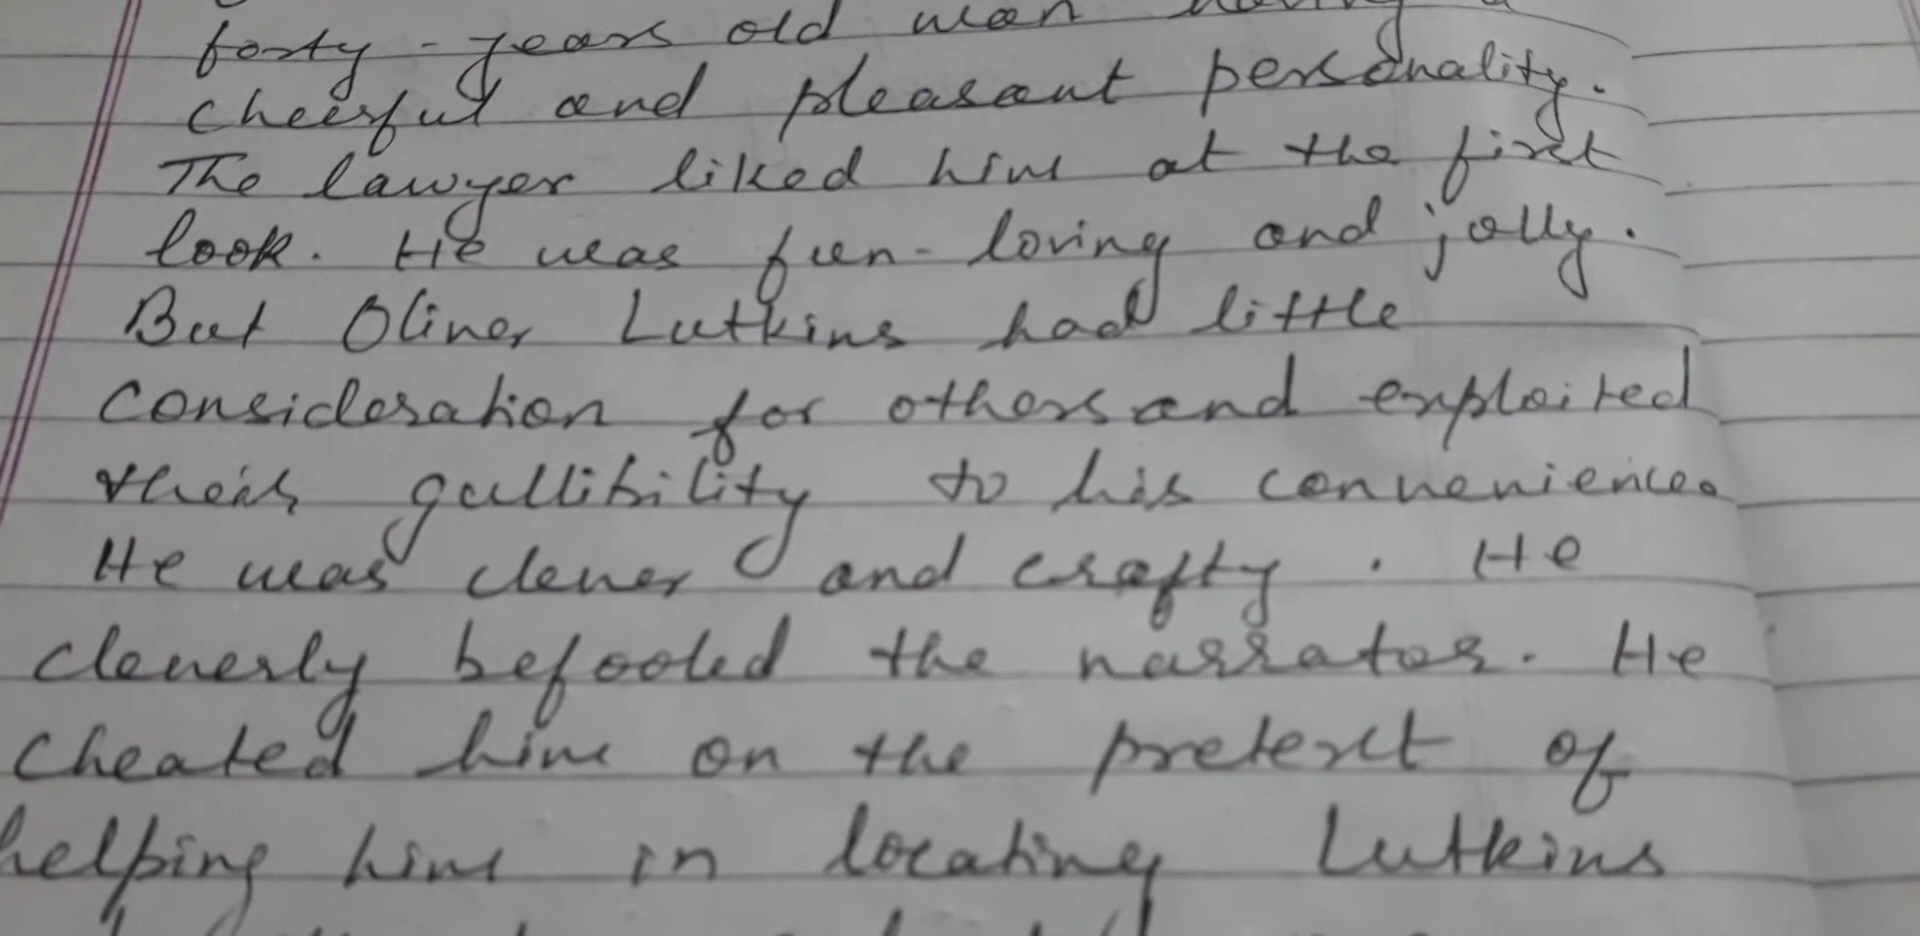 forty-years old man having a
cheerful and pleasant personality.
The lawyer liked him at the first
look. He was fun-loving and jolly.
But Oliver Lutkins had little
consideration for others and exploited
their gullibility to his convenience.
He was clever and crafty. He
cleverly befooled the narrator. He
cheated him on the pretext of
helping him in locating Lutkins